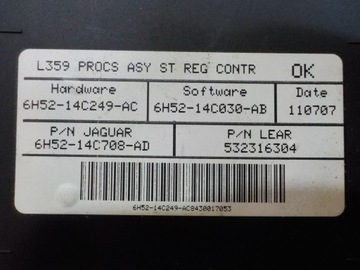 L359 PROCS ASY ST REG CONTR OK
Hardware Software Date
6H52-14C249-AC 6H52-14C030-AB 110707
P/N JAGUAR P/N LEAR
6H52-14C708-AD 532316304
6H52-14C249-AC8430017053